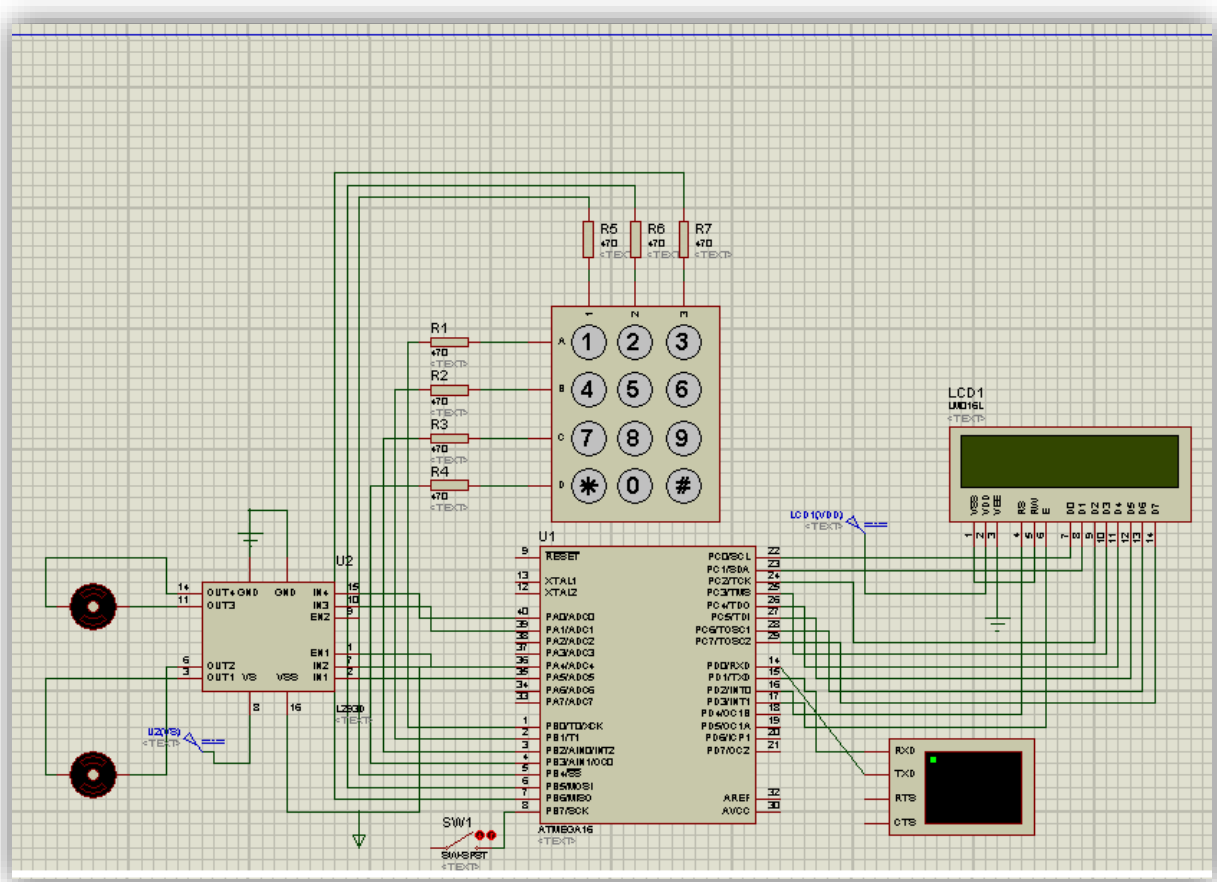 R5
470
<TEXT>
R6
470
<TEXT>
R7
470
<TEXT>
1 2 3
R1
470
<TEXT>
R2
470
<TEXT>
R3
470
<TEXT>
R4
470
<TEXT>
A 1 2 3
B 4 5 6
C 7 8 9
D * 0 #
LCD1
LM016L
<TEXT>
VSS VDD VEE RS RW E D0 D1 D2 D3 D4 D5 D6 D7
1 2 3 4 5 6 7 8 9 10 11 12 13 14
LCD1(VDD)
<TEXT>
U2
14 OUT4 GND GND IN4 15
11 OUT3 IN3 10
EN2 9
EN1 1
6 OUT2 IN2 7
3 OUT1 VS VSS IN1 2
8 16
L293D
<TEXT>
U2(VS)
<TEXT>
U1
9 RESET PC0/SCL 22
PC1/SDA 23
13 XTAL1 PC2/TCK 24
12 XTAL2 PC3/TMS 25
PC4/TDO 26
40 PA0/ADC0 PC5/TDI 27
39 PA1/ADC1 PC6/TOSC1 28
38 PA2/ADC2 PC7/TOSC2 29
37 PA3/ADC3
36 PA4/ADC4 PD0/RXD 14
35 PA5/ADC5 PD1/TXD 15
34 PA6/ADC6 PD2/INT0 16
33 PA7/ADC7 PD3/INT1 17
PD4/OC1B 18
1 PB0/T0/XCK PD5/OC1A 19
2 PB1/T1 PD6/ICP1 20
3 PB2/AIN0/INT2 PD7/OC2 21
4 PB3/AIN1/OC0
5 PB4/SS
6 PB5/MOSI
7 PB6/MISO AREF 32
8 PB7/SCK AVCC 30
ATMEGA16
<TEXT>
SW1
SW-SPST
<TEXT>
RXD
TXD
RTS
CTS